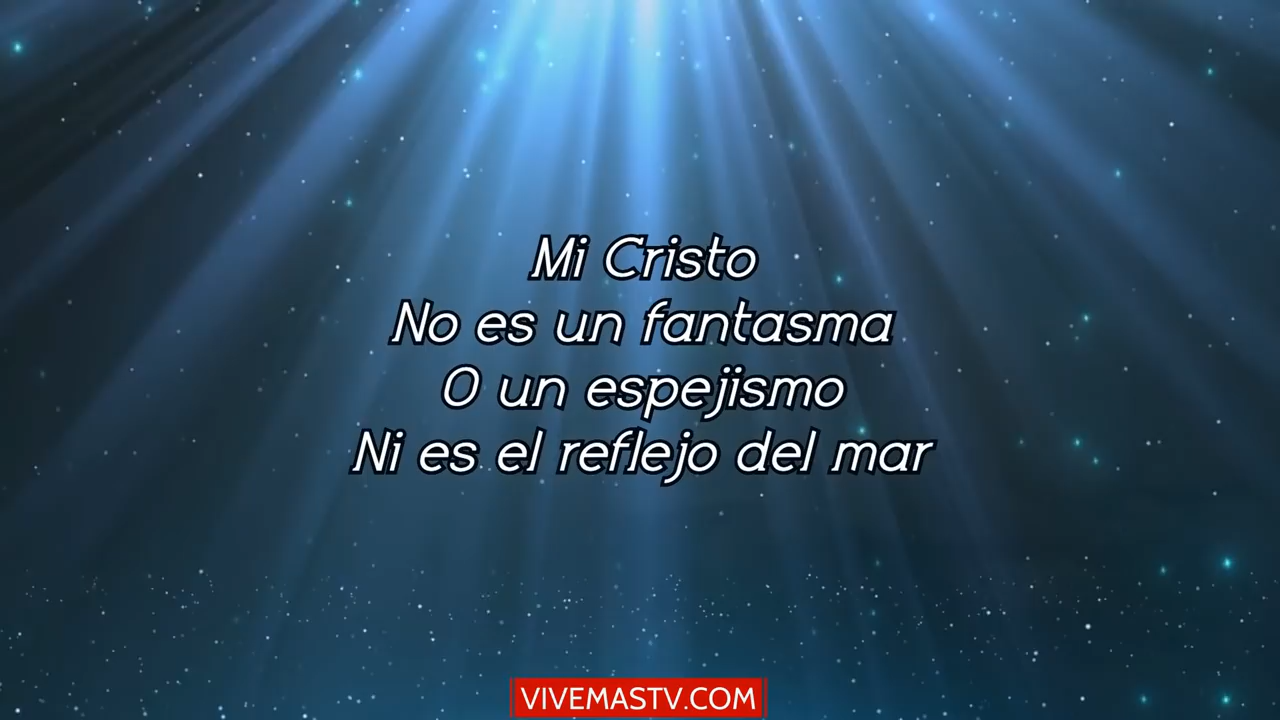 Mi Cristo
No es un fantasma
O un espejismo
Ni es el reflejo del mar
VIVEMASTV.COM